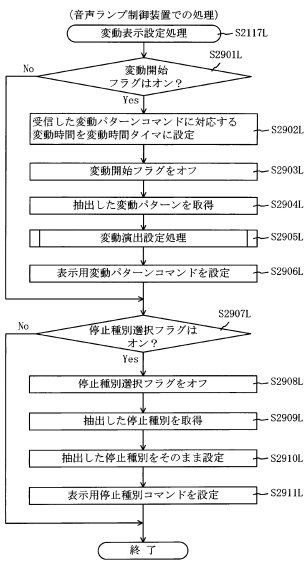 (音声ランプ制御装置での処理)
変動表示設定処理
S2117L
S2901L
変動開始
フラグはオン?
No
Yes
受信した変動パターンコマンドに対応する
変動時間を変動時間タイマに設定
S2902L
変動開始フラグをオフ
S2903L
抽出した変動パターンを取得
S2904L
変動演出設定処理
S2905L
表示用変動パターンコマンドを設定
S2906L
S2907L
停止種別選択フラグは
オン?
No
Yes
停止種別選択フラグをオフ
S2908L
抽出した停止種別を取得
S2909L
抽出した停止種別をそのまま設定
S2910L
表示用停止種別コマンドを設定
S2911L
終了